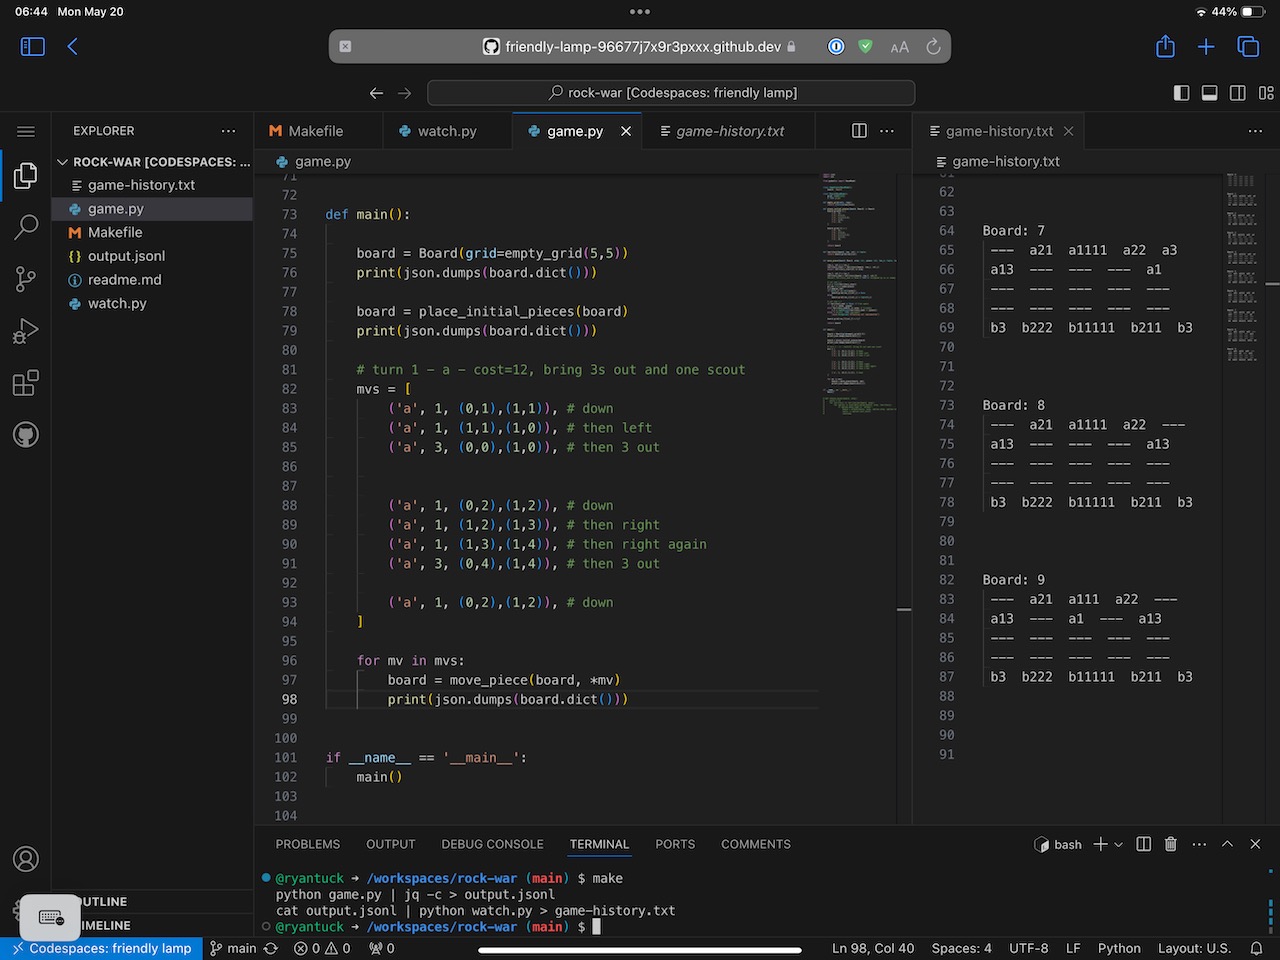 06:44 Mon May 20
44%
friendly-lamp-96677j7x9r3pxxx.github.dev
AA
rock-war [Codespaces: friendly lamp]
EXPLORER
ROCK-WAR [CODESPACES: ...
game-history.txt
game.py
Makefile
output.jsonl
readme.md
watch.py
OUTLINE
TIMELINE
Makefile
watch.py
game.py
game-history.txt
game.py
71
72
73 def main():
74
75 board = Board(grid=empty_grid(5,5))
76 print(json.dumps(board.dict()))
77
78 board = place_initial_pieces(board)
79 print(json.dumps(board.dict()))
80
81 # turn 1 - a - cost=12, bring 3s out and one scout
82 mvs = [
83 ('a', 1, (0,1),(1,1)), # down
84 ('a', 1, (1,1),(1,0)), # then left
85 ('a', 3, (0,0),(1,0)), # then 3 out
86
87
88 ('a', 1, (0,2),(1,2)), # down
89 ('a', 1, (1,2),(1,3)), # then right
90 ('a', 1, (1,3),(1,4)), # then right again
91 ('a', 3, (0,4),(1,4)), # then 3 out
92
93 ('a', 1, (0,2),(1,2)), # down
94 ]
95
96 for mv in mvs:
97 board = move_piece(board, *mv)
98 print(json.dumps(board.dict()))
99
100
101 if __name__ == '__main__':
102 main()
103
104
game-history.txt
game-history.txt
61
62
63
64 Board: 7
65 --- a21 a1111 a22 a3
66 a13 --- --- --- a1
67 --- --- --- --- ---
68 --- --- --- --- ---
69 b3 b222 b11111 b211 b3
70
71
72
73 Board: 8
74 --- a21 a1111 a22 ---
75 a13 --- --- --- a13
76 --- --- --- --- ---
77 --- --- --- --- ---
78 b3 b222 b11111 b211 b3
79
80
81
82 Board: 9
83 --- a21 a111 a22 ---
84 a13 --- a1 --- a13
85 --- --- --- --- ---
86 --- --- --- --- ---
87 b3 b222 b11111 b211 b3
88
89
90
91
PROBLEMS OUTPUT DEBUG CONSOLE TERMINAL PORTS COMMENTS
bash
@ryantuck → /workspaces/rock-war (main) $ make
python game.py | jq -c > output.jsonl
cat output.jsonl | python watch.py > game-history.txt
@ryantuck → /workspaces/rock-war (main) $
Codespaces: friendly lamp main 0 0 0 Ln 98, Col 40 Spaces: 4 UTF-8 LF Python Layout: U.S.